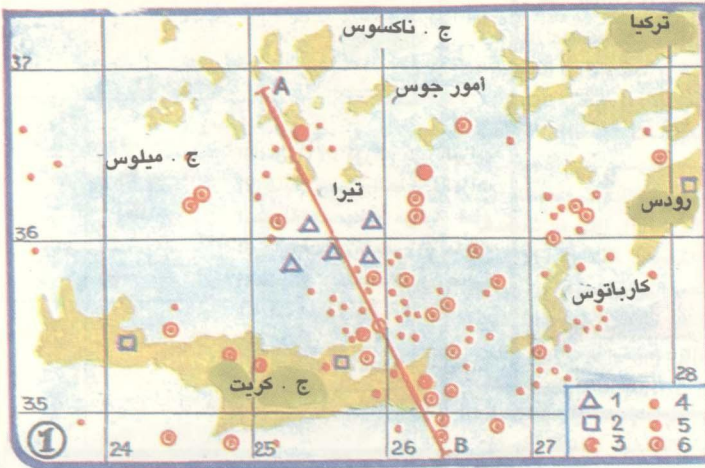 تركيا
ج . ناكسوس
37
A
أمور جوس
ج . ميلوس
تيرا
رودس
36
كارباتوس
ج . كريت
28
35
24
25
26
27
B
1
△ 1
□ 2
3
4
5
6